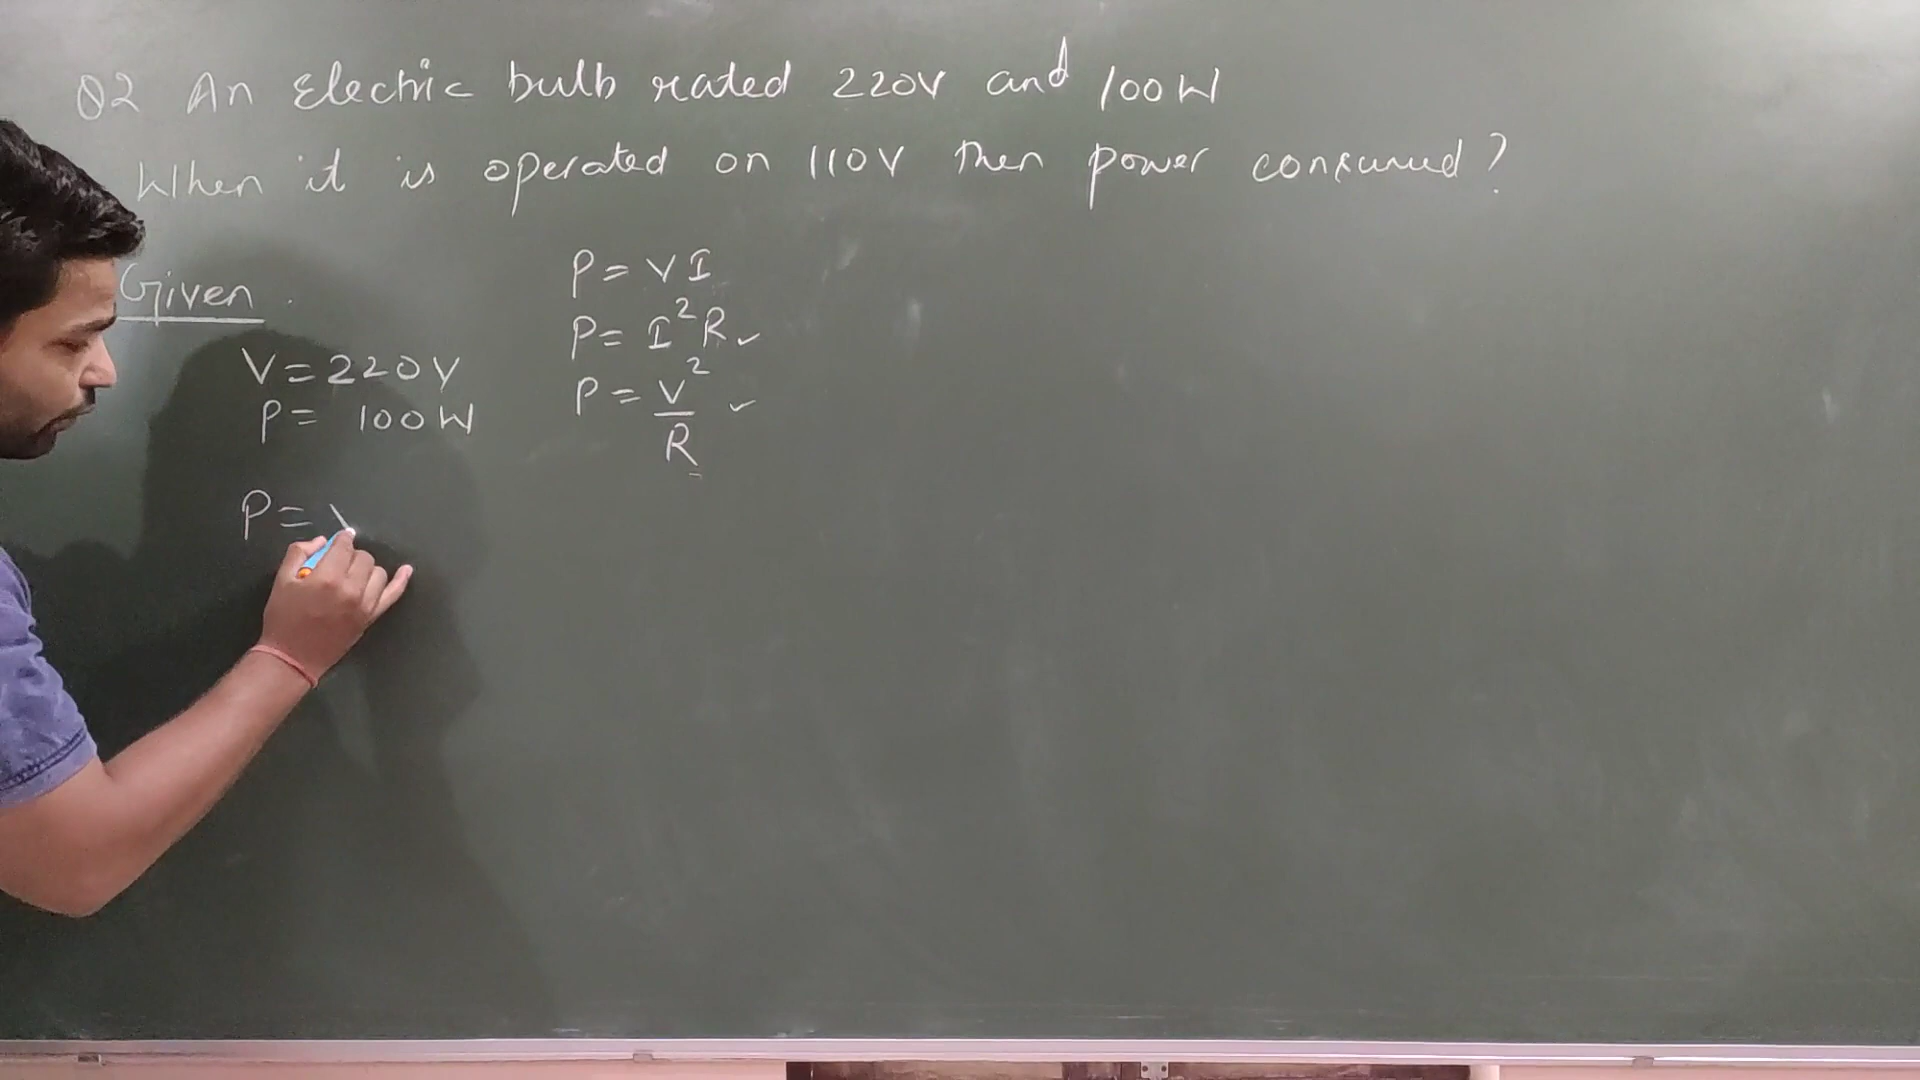 Q2 An Electric bulb rated 220V and 100W
When it is operated on 110V then power consumed?
Given
V = 220V
P = 100W
P = VI
P = I²R ✓
P = V²/R ✓
P = V